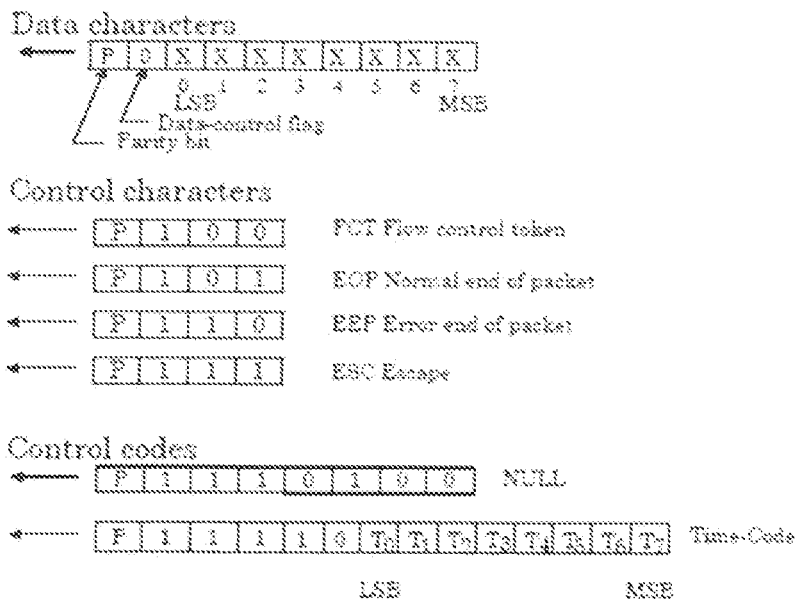 Data characters
P 0 X X X X X X X X
0 1 2 3 4 5 6 7
LSB MSB
Data-control flag
Parity bit
Control characters
P 1 0 0 FCT Flow control token
P 1 0 1 EOP Normal end of packet
P 1 1 0 EEP Error end of packet
P 1 1 1 ESC Escape
Control codes
P 1 1 1 0 1 0 0 NULL
P 1 1 1 1 0 T0 T1 T2 T3 T4 T5 T6 T7 Time-Code
LSB MSB